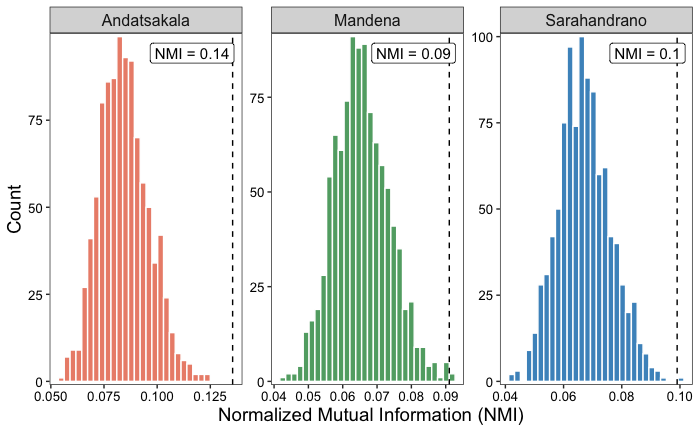 Andatsakala Mandena Sarahandrano
NMI = 0.14 NMI = 0.09 NMI = 0.1
Count
0 25 50 75
0 25 50 75
0 25 50 75 100
0.050 0.075 0.100 0.125
0.04 0.05 0.06 0.07 0.08 0.09
0.04 0.06 0.08 0.10
Normalized Mutual Information (NMI)